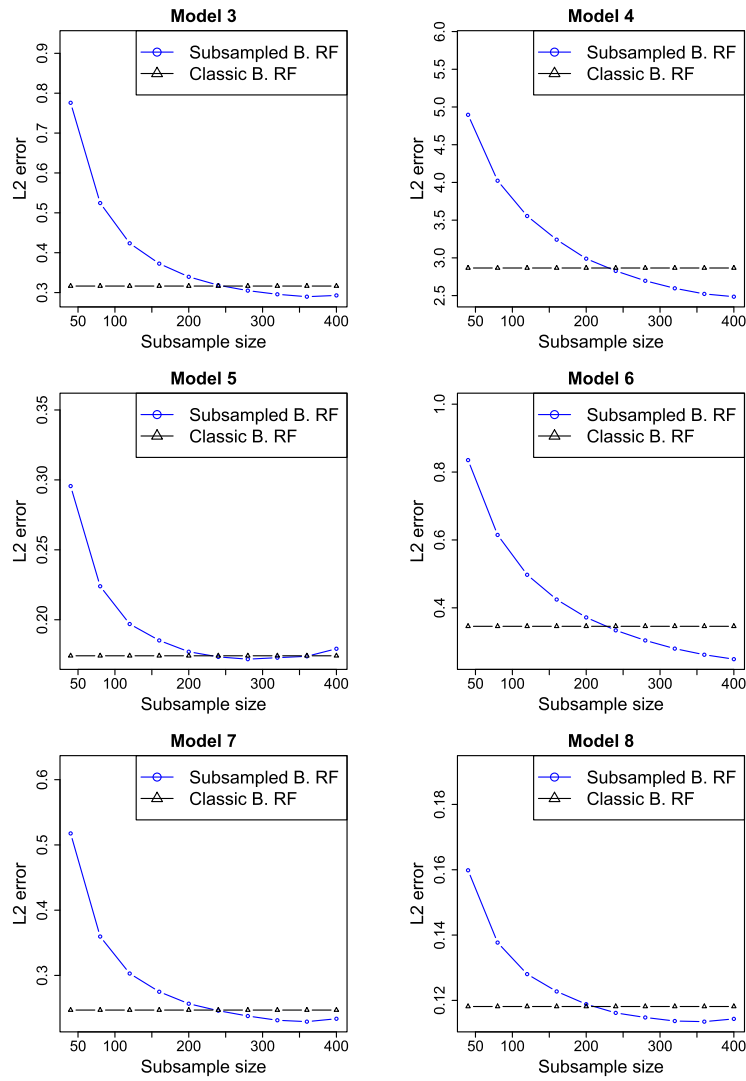 Model 3
Subsampled B. RF
Classic B. RF
L2 error
0.3 0.4 0.5 0.6 0.7 0.8 0.9
50 100 200 300 400
Subsample size
Model 4
Subsampled B. RF
Classic B. RF
L2 error
2.5 3.0 3.5 4.0 4.5 5.0 5.5 6.0
50 100 200 300 400
Subsample size
Model 5
Subsampled B. RF
Classic B. RF
L2 error
0.20 0.25 0.30 0.35
50 100 200 300 400
Subsample size
Model 6
Subsampled B. RF
Classic B. RF
L2 error
0.4 0.6 0.8 1.0
50 100 200 300 400
Subsample size
Model 7
Subsampled B. RF
Classic B. RF
L2 error
0.3 0.4 0.5 0.6
50 100 200 300 400
Subsample size
Model 8
Subsampled B. RF
Classic B. RF
L2 error
0.12 0.14 0.16 0.18
50 100 200 300 400
Subsample size